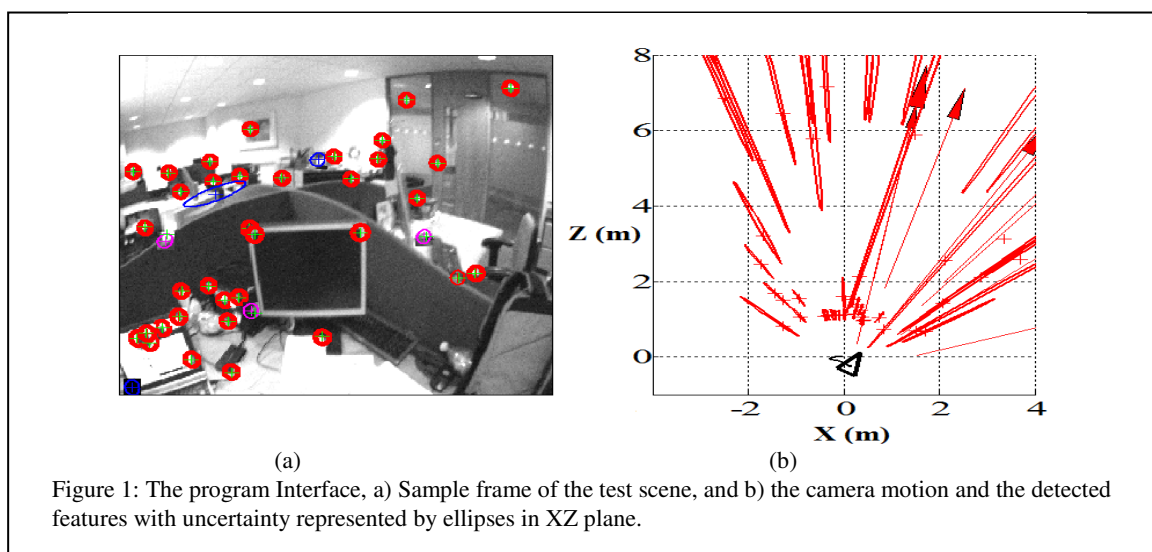 8
6
Z (m)
4
2
0
-2
0
2
4
X (m)
(a)
(b)
Figure 1: The program Interface, a) Sample frame of the test scene, and b) the camera motion and the detected
features with uncertainty represented by ellipses in XZ plane.